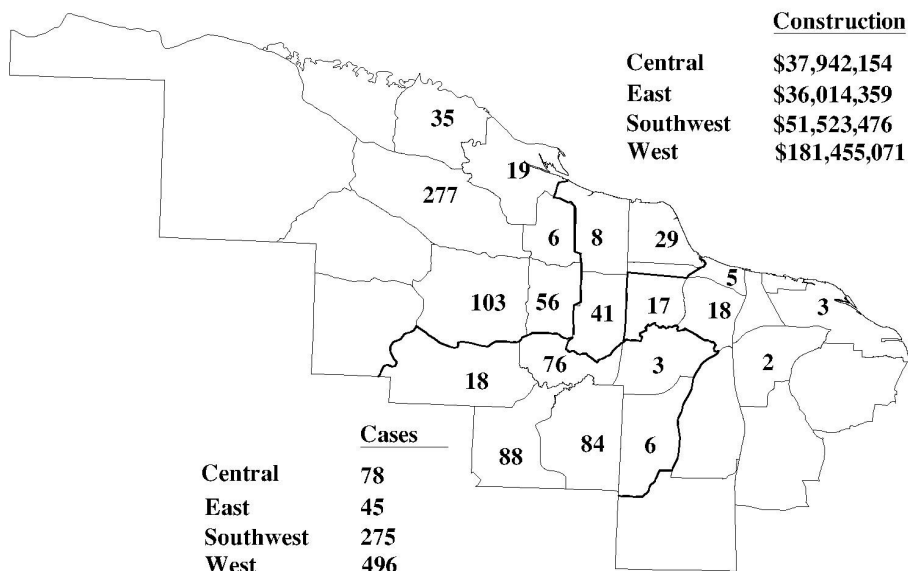 Construction
Central $37,942,154
East $36,014,359
Southwest $51,523,476
West $181,455,071
35
19
277
6
8
29
5
3
103
56
41
17
18
2
18
76
3
88
84
6
Cases
Central 78
East 45
Southwest 275
West 496